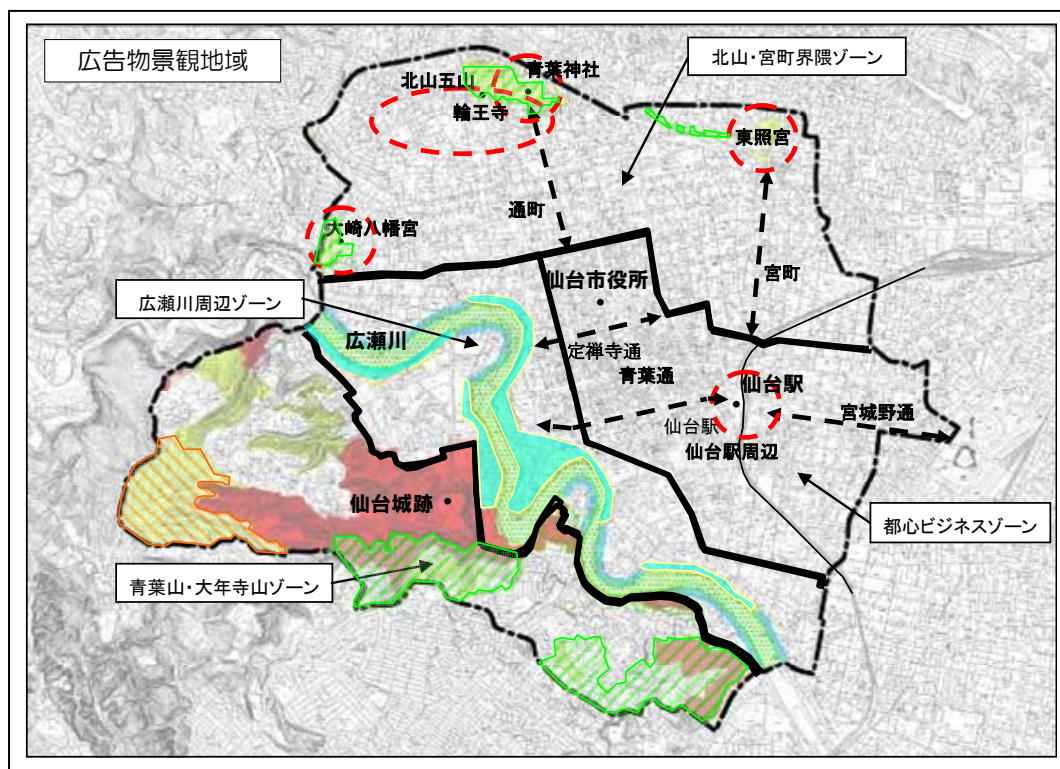 広告物景観地域
北山・宮町界隈ゾーン
北山五山
青葉神社
輪王寺
東照宮
通町
大崎八幡宮
宮町
仙台市役所
広瀬川周辺ゾーン
広瀬川
定禅寺通
青葉通
仙台駅
宮城野通
仙台駅
仙台駅周辺
仙台城跡
都心ビジネスゾーン
青葉山・大年寺山ゾーン